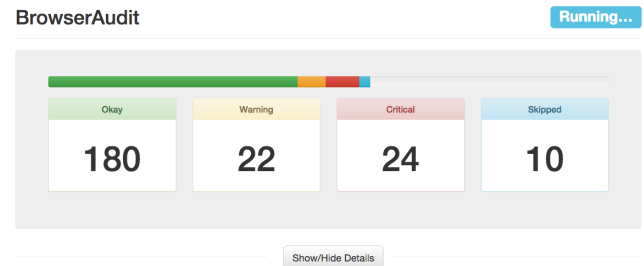 BrowserAudit
Running...
Okay
Warning
Critical
Skipped
180
22
24
10
Show/Hide Details